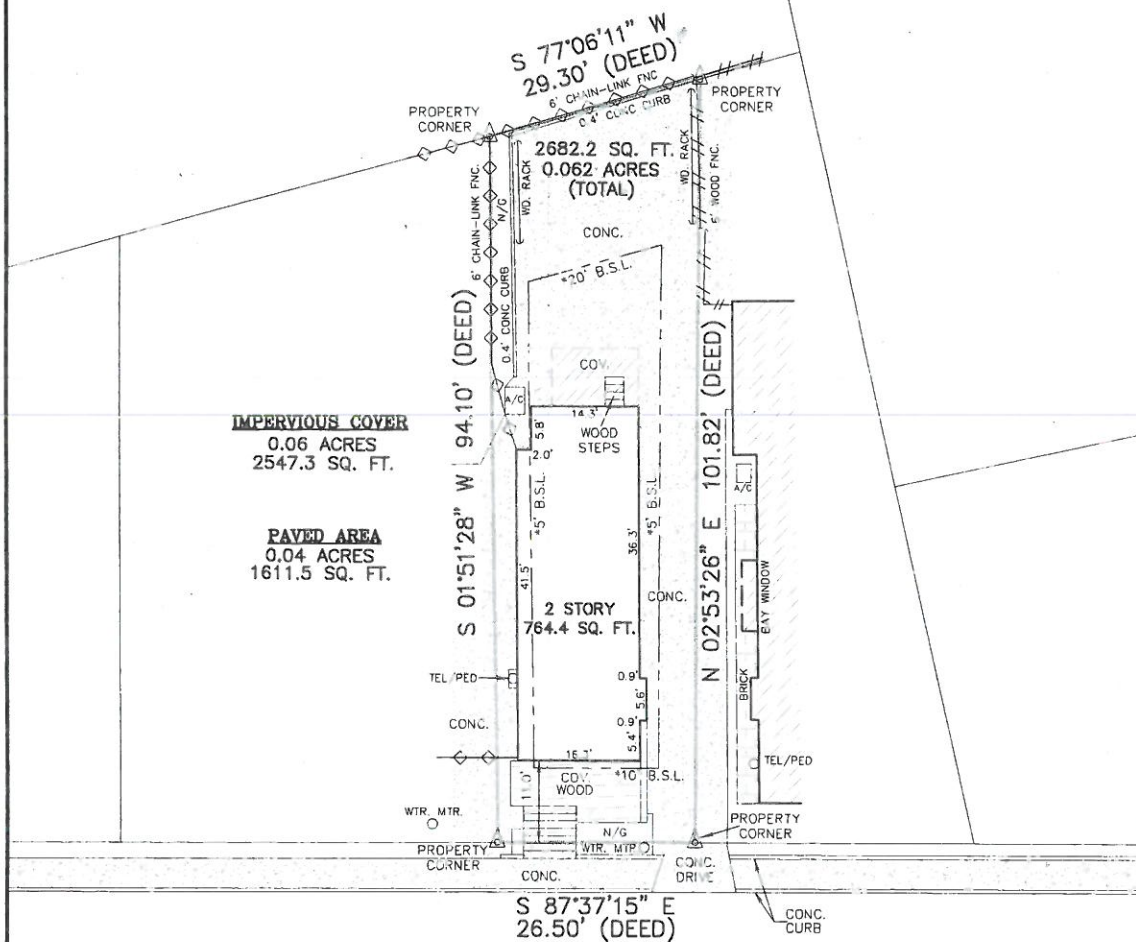 S 77°06'11" W
29.30' (DEED)
6' CHAIN-LINK FNC
0.4' CONC CURB
PROPERTY
CORNER
PROPERTY
CORNER
2682.2 SQ. FT.
0.062 ACRES
(TOTAL)
WD. RACK
WD. RACK
6' WOOD FNC.
6' CHAIN-LINK FNC.
N/G
0.4' CONC CURB
CONC.
*20' B.S.L.
S 01°51'28" W 94.10' (DEED)
N 02°53'26" E 101.82' (DEED)
COV.
A/C
14.3'
WOOD
STEPS
5.8'
2.0'
*5' B.S.L.
*5' B.S.L.
36.3'
41.5'
IMPERVIOUS COVER
0.06 ACRES
2547.3 SQ. FT.
PAVED AREA
0.04 ACRES
1611.5 SQ. FT.
2 STORY
764.4 SQ. FT.
CONC.
A/C
BAY WINDOW
BRICK
TEL/PED
0.9'
5.6'
0.9'
5.4'
CONC.
TEL/PED
COV.
WOOD
*10' B.S.L.
WTR. MTR.
N/G
WTR. MTR
PROPERTY
CORNER
PROPERTY
CORNER
CONC.
CONC.
DRIVE
S 87°37'15" E
26.50' (DEED)
CONC.
CURB